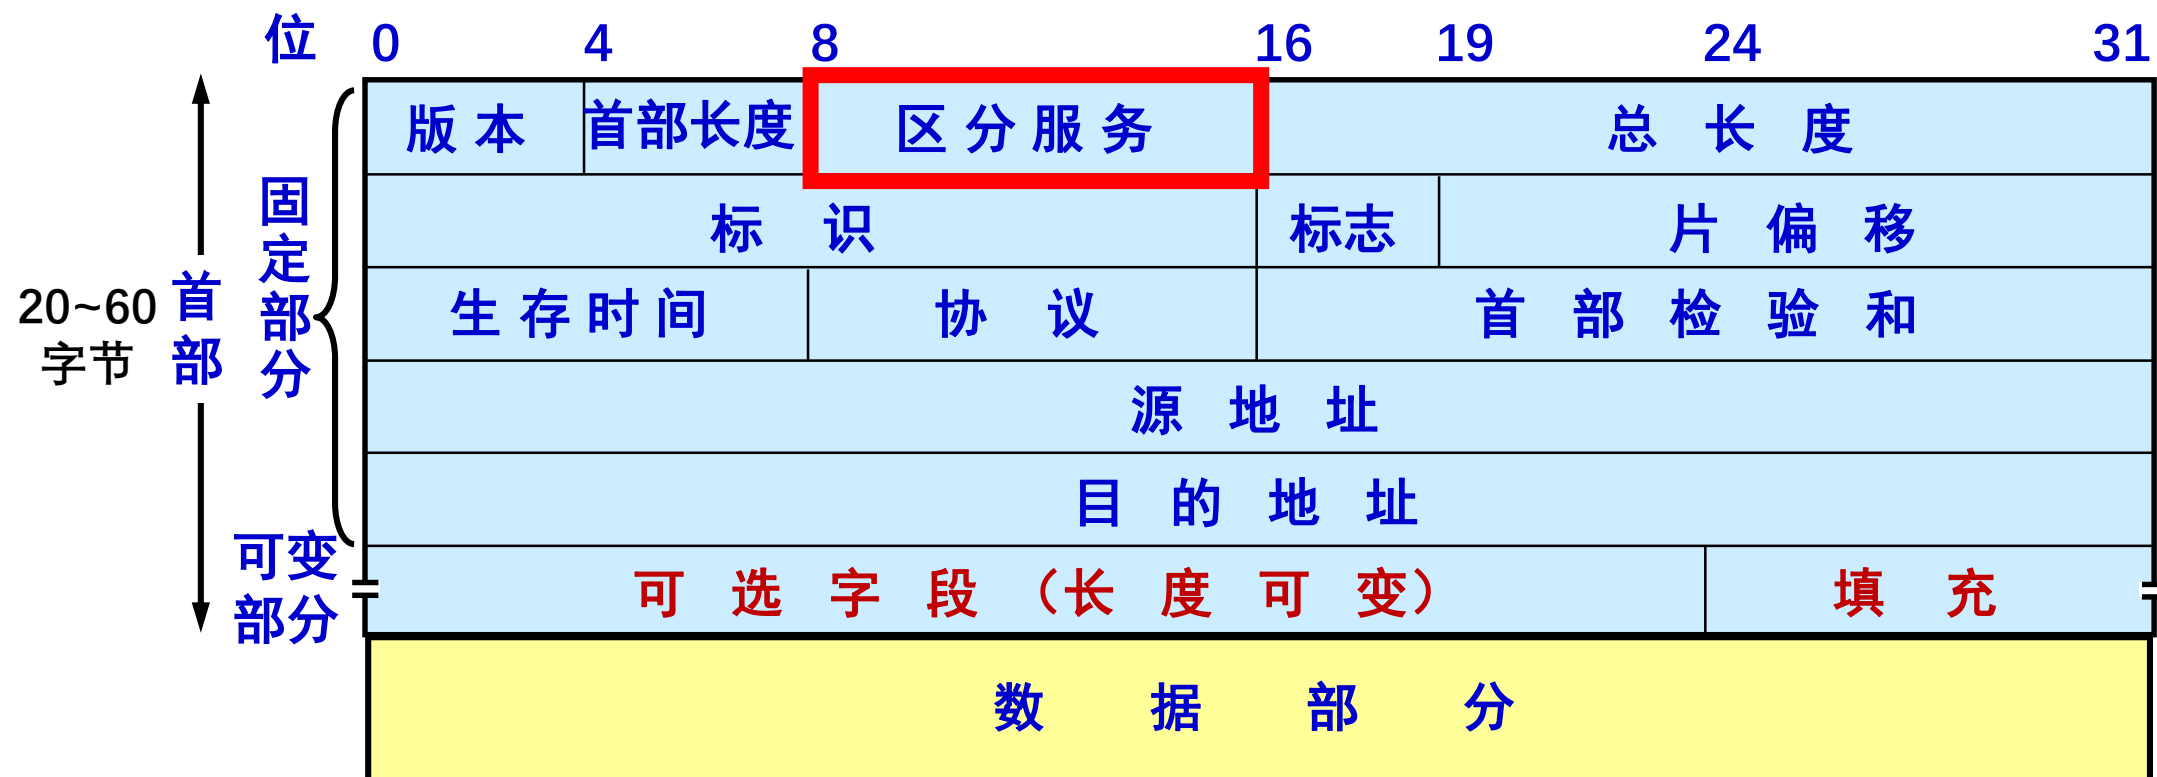 位 0 4 8 16 19 24 31
版本 首部长度 区分服务 总长度
标识 标志 片偏移
生存时间 协议 首部检验和
源地址
目的地址
可选字段（长度可变） 填充
数据部分
20~60
字节
首部
固定部分
可变
部分